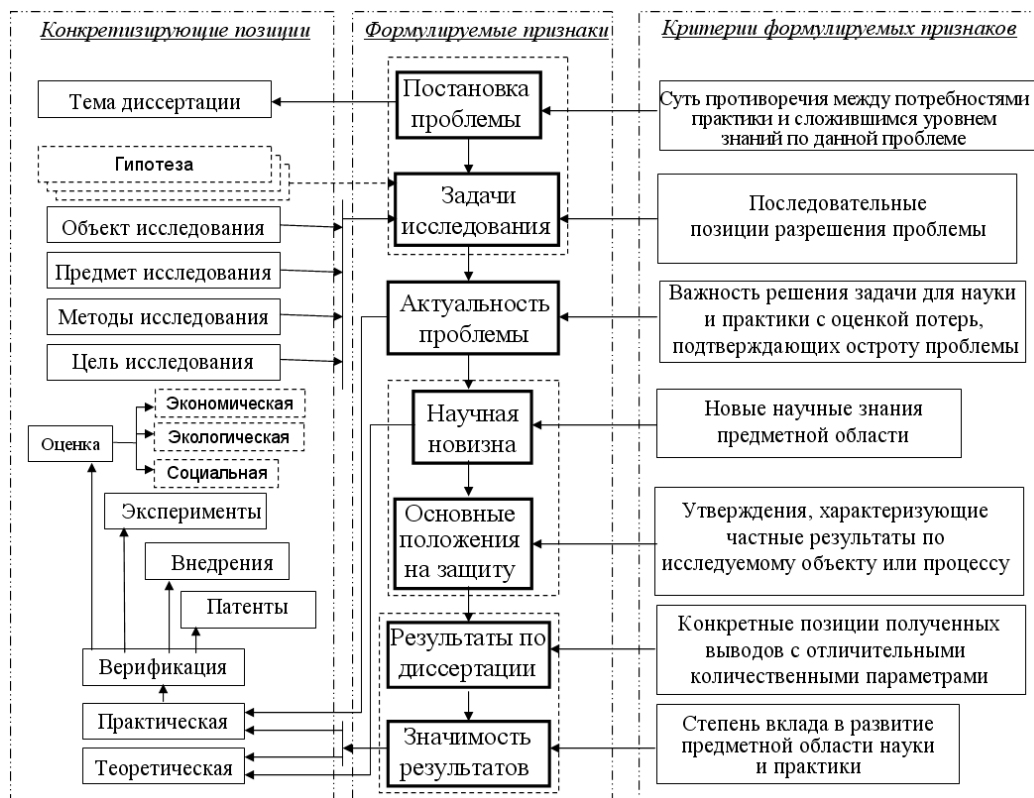 Конкретизирующие позиции
Формулируемые признаки
Критерии формулируемых признаков
Тема диссертации
Гипотеза
Объект исследования
Предмет исследования
Методы исследования
Цель исследования
Экономическая
Оценка
Экологическая
Социальная
Эксперименты
Внедрения
Патенты
Верификация
Практическая
Теоретическая
Постановка
проблемы
Задачи
исследования
Актуальность
проблемы
Научная
новизна
Основные
положения
на защиту
Результаты по
диссертации
Значимость
результатов
Суть противоречия между потребностями
практики и сложившимся уровнем
знаний по данной проблеме
Последовательные
позиции разрешения проблемы
Важность решения задачи для науки
и практики с оценкой потерь,
подтверждающих остроту проблемы
Новые научные знания
предметной области
Утверждения, характеризующие
частные результаты по
исследуемому объекту или процессу
Конкретные позиции полученных
выводов с отличительными
количественными параметрами
Степень вклада в развитие
предметной области науки
и практики